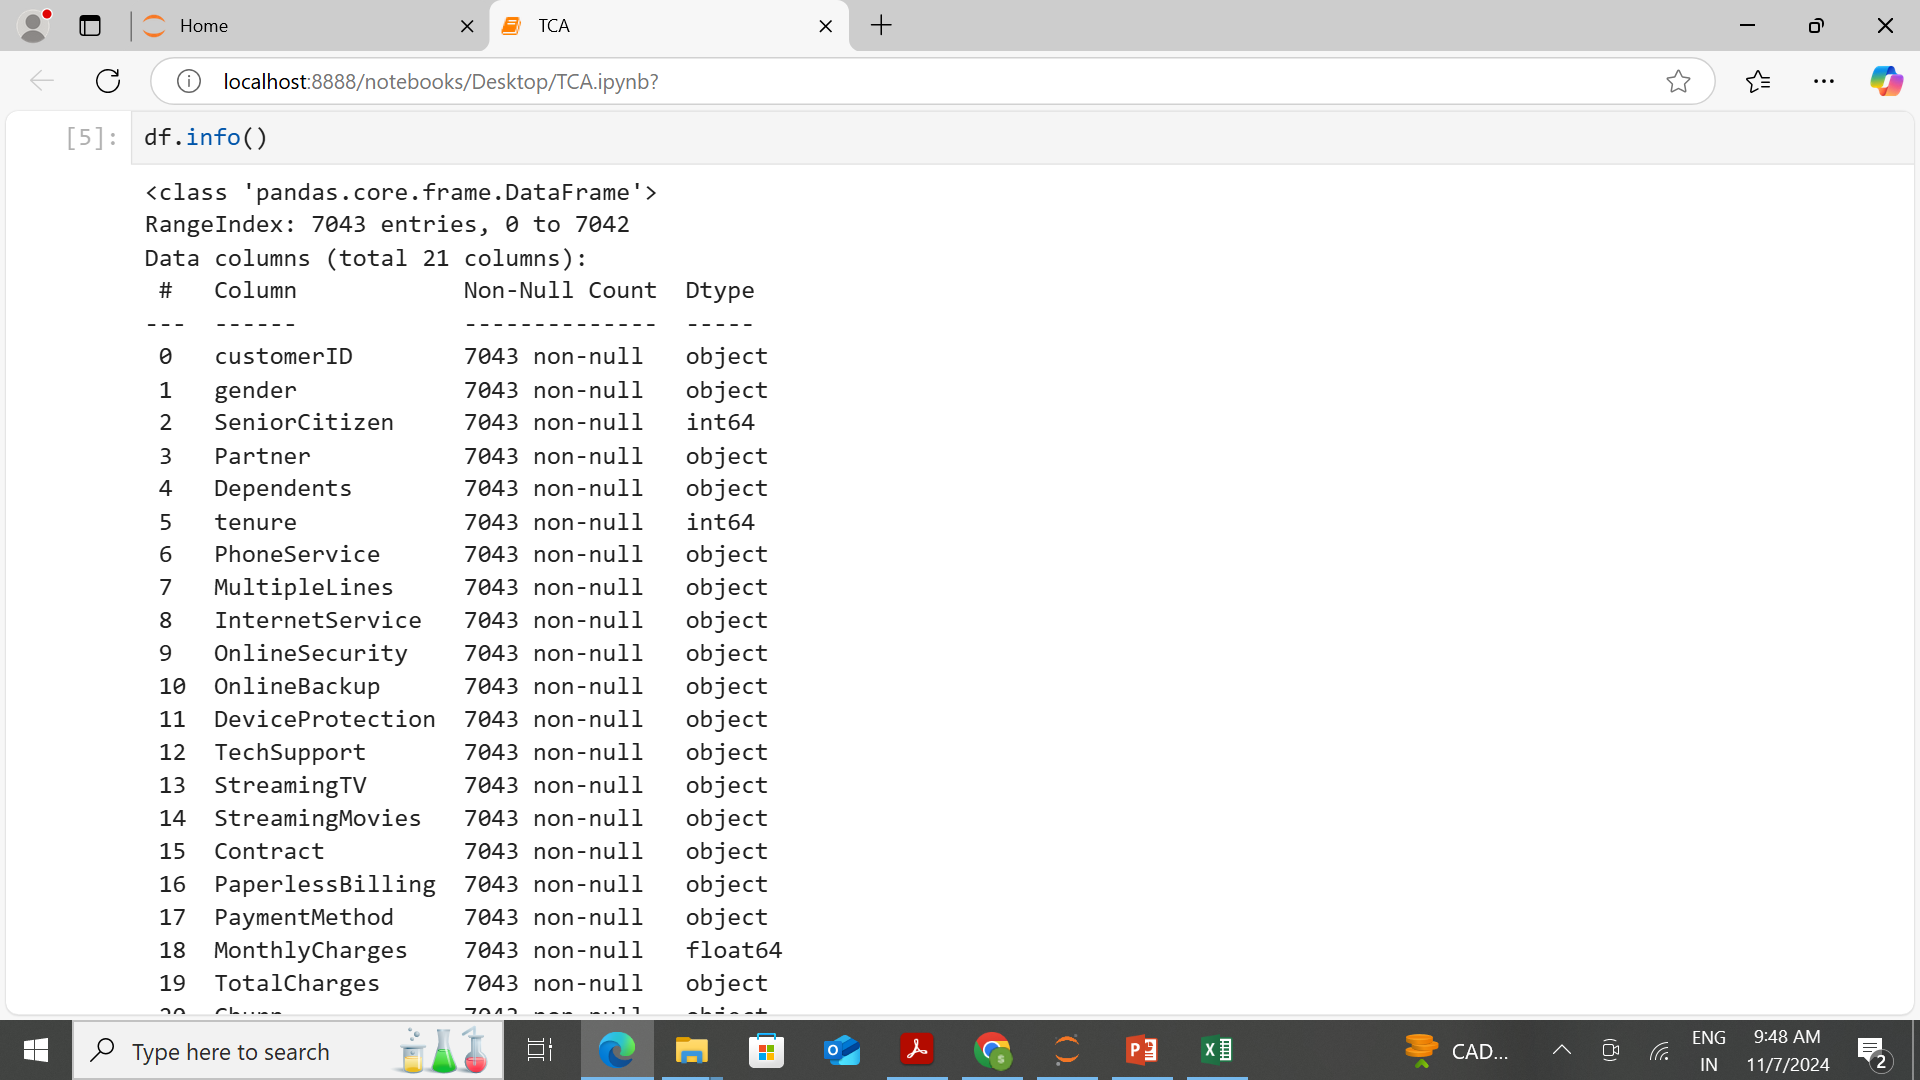 Home
TCA
localhost:8888/notebooks/Desktop/TCA.ipynb?
[5]: df.info()
<class 'pandas.core.frame.DataFrame'>
RangeIndex: 7043 entries, 0 to 7042
Data columns (total 21 columns):
 #   Column            Non-Null Count  Dtype
---  ------            --------------  -----
 0   customerID        7043 non-null   object
 1   gender            7043 non-null   object
 2   SeniorCitizen     7043 non-null   int64
 3   Partner           7043 non-null   object
 4   Dependents        7043 non-null   object
 5   tenure            7043 non-null   int64
 6   PhoneService      7043 non-null   object
 7   MultipleLines     7043 non-null   object
 8   InternetService   7043 non-null   object
 9   OnlineSecurity    7043 non-null   object
 10  OnlineBackup      7043 non-null   object
 11  DeviceProtection  7043 non-null   object
 12  TechSupport       7043 non-null   object
 13  StreamingTV       7043 non-null   object
 14  StreamingMovies   7043 non-null   object
 15  Contract          7043 non-null   object
 16  PaperlessBilling  7043 non-null   object
 17  PaymentMethod     7043 non-null   object
 18  MonthlyCharges    7043 non-null   float64
 19  TotalCharges      7043 non-null   object
Type here to search
CAD...
ENG
IN
9:48 AM
11/7/2024
2